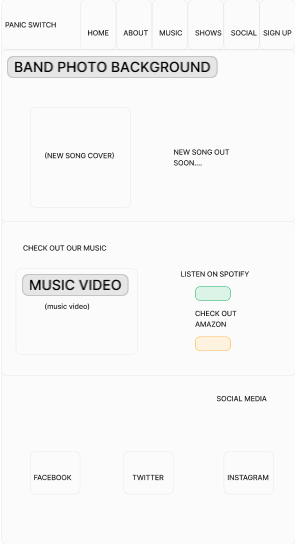 PANIC SWITCH
HOME ABOUT MUSIC SHOWS SOCIAL SIGN UP
BAND PHOTO BACKGROUND
(NEW SONG COVER)
NEW SONG OUT
SOON....
CHECK OUT OUR MUSIC
MUSIC VIDEO
(music video)
LISTEN ON SPOTIFY
CHECK OUT
AMAZON
SOCIAL MEDIA
FACEBOOK TWITTER INSTAGRAM